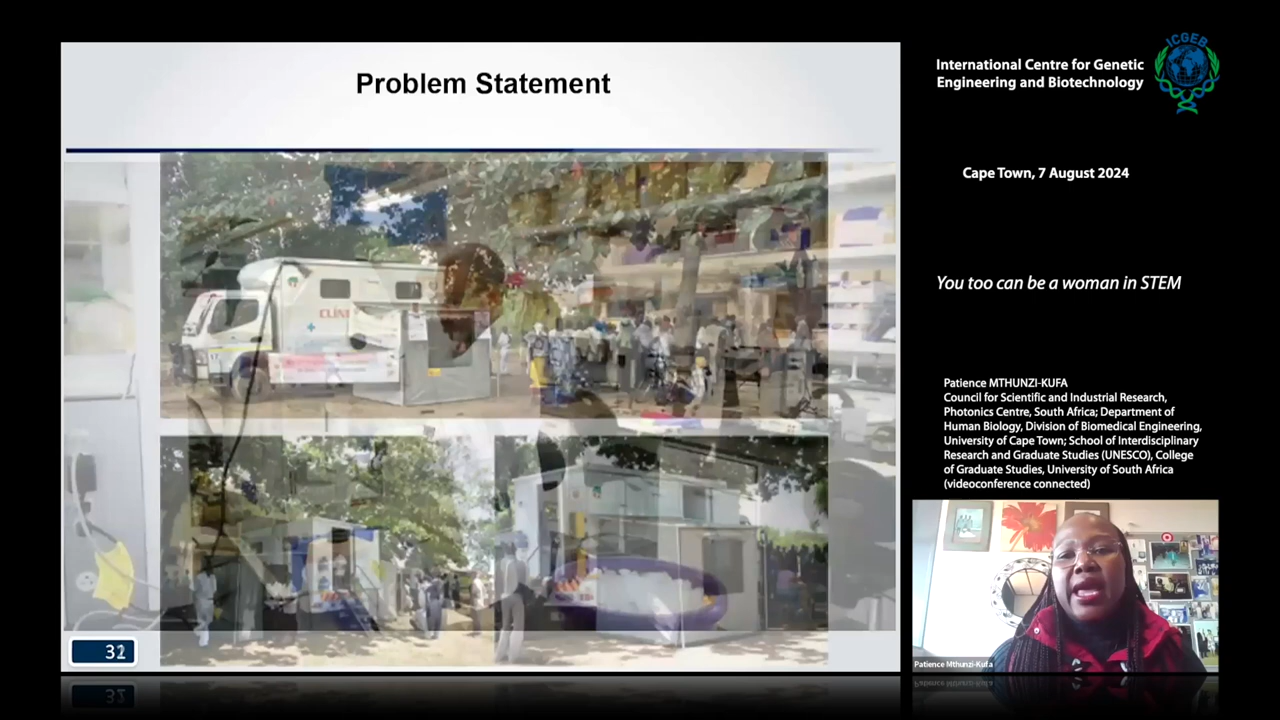 Problem Statement
CLINI
32
International Centre for Genetic
Engineering and Biotechnology
ICGEB
Cape Town, 7 August 2024
You too can be a woman in STEM
Patience MTHUNZI-KUFA
Council for Scientific and Industrial Research,
Photonics Centre, South Africa; Department of
Human Biology, Division of Biomedical Engineering,
University of Cape Town; School of Interdisciplinary
Research and Graduate Studies (UNESCO), College
of Graduate Studies, University of South Africa
(videoconference connected)
Patience Mthunzi-Kufa